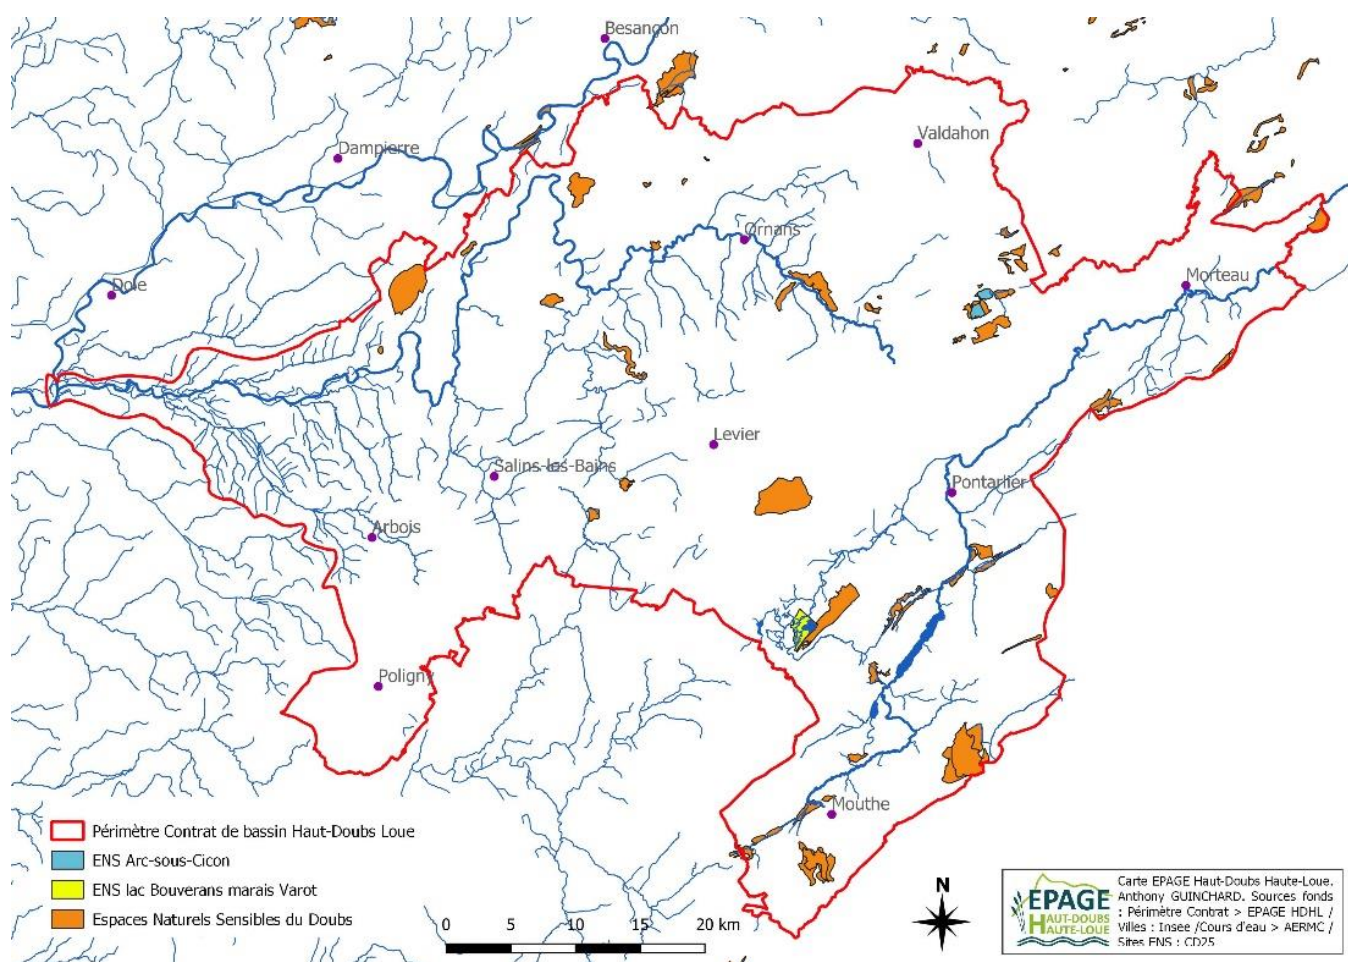 Besançon
Dampierre
Valdahon
Ornans
Dole
Morteau
Levier
Salins-les-Bains
Pontarlier
Arbois
Poligny
Mouthe
Périmètre Contrat de bassin Haut-Doubs Loue
ENS Arc-sous-Cicon
ENS lac Bouverans marais Varot
Espaces Naturels Sensibles du Doubs
0 5 10 15 20 km
N
EPAGE
HAUT-DOUBS
HAUTE-LOUE
Carte EPAGE Haut-Doubs Haute-Loue.
Anthony GUINCHARD. Sources fonds
: Périmètre Contrat > EPAGE HDHL /
Villes : Insee /Cours d'eau > AERMC /
Sites ENS : CD25